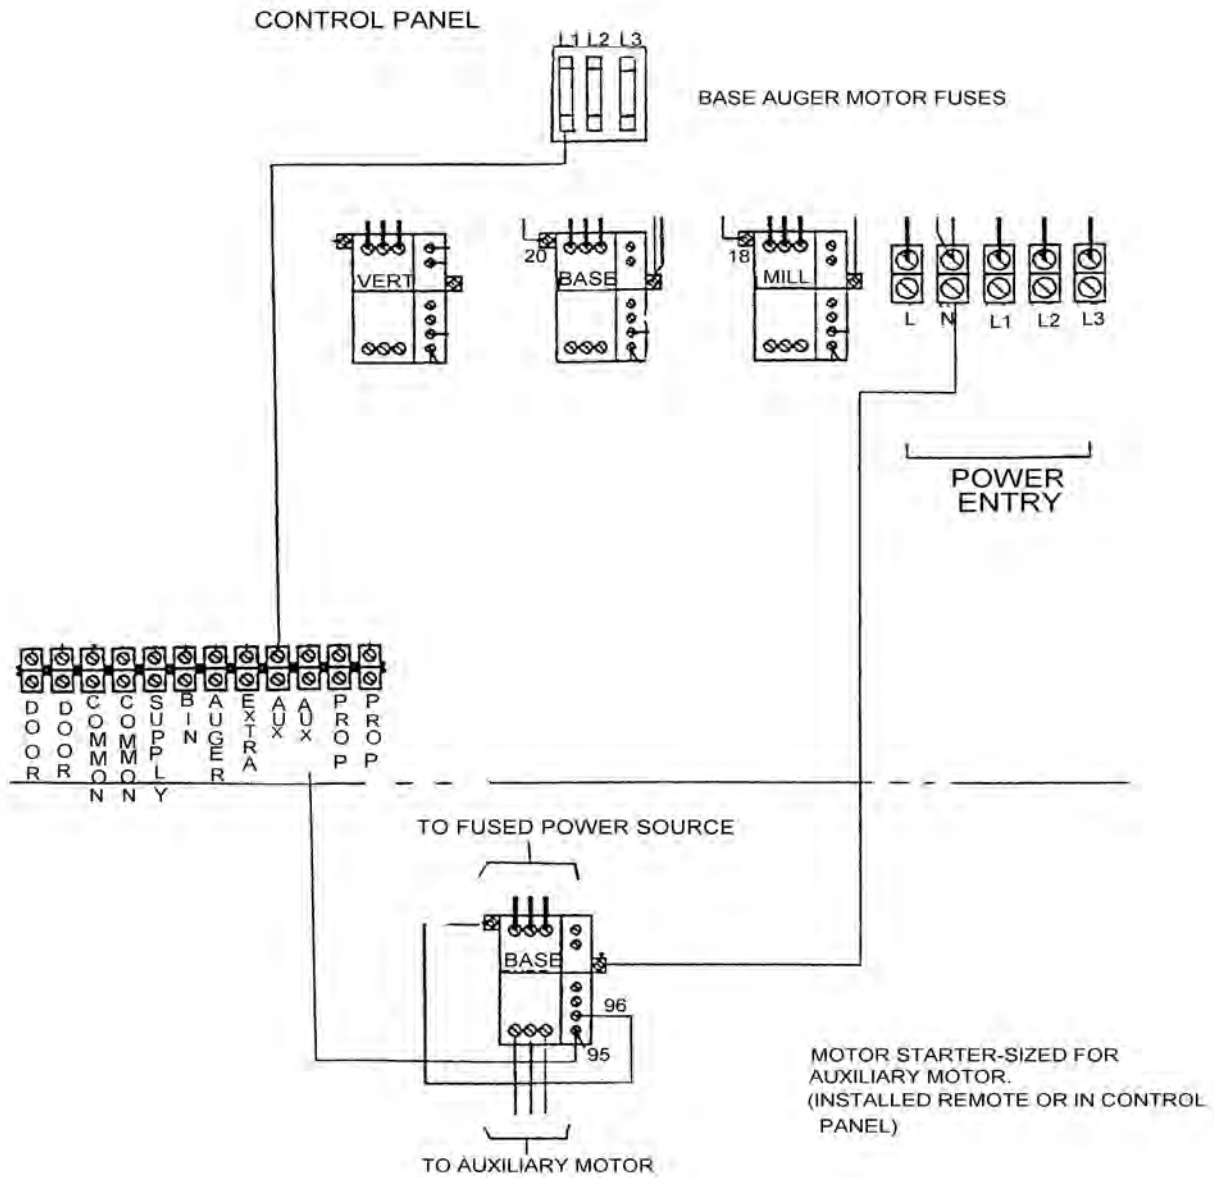 CONTROL PANEL
L1 L2 L3
BASE AUGER MOTOR FUSES
20
18
VERT
BASE
MILL
L N L1 L2 L3
POWER
ENTRY
DOOR
DOOR
COMMON
COMMON
SUPPLY
BIN
AUGER
EXTRA
AUX
AUX
PROP
PROP
TO FUSED POWER SOURCE
BASE
96
95
MOTOR STARTER-SIZED FOR
AUXILIARY MOTOR.
(INSTALLED REMOTE OR IN CONTROL
PANEL)
TO AUXILIARY MOTOR